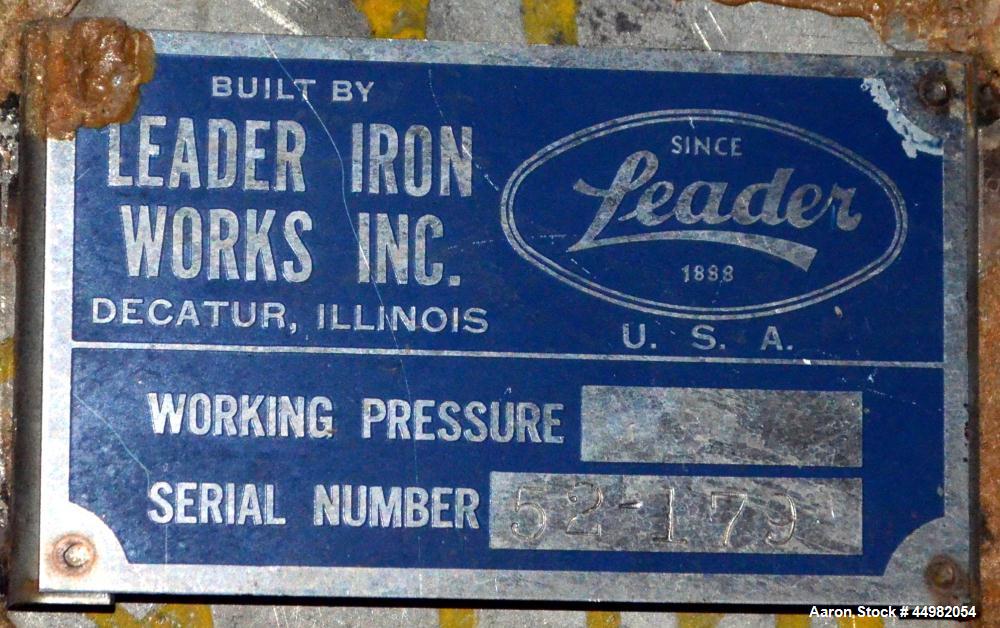 BUILT BY
LEADER IRON
WORKS INC.
DECATUR, ILLINOIS
SINCE
Leader
1888
U. S. A.
WORKING PRESSURE
SERIAL NUMBER 52-179
Aaron Stock # 44982054